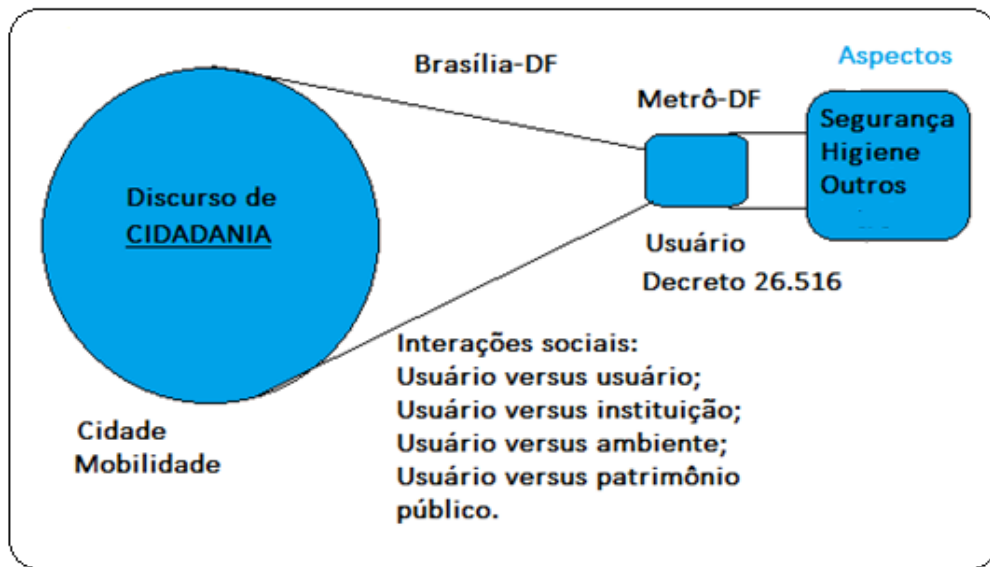 Brasília-DF
Aspectos
Metrô-DF
Segurança
Higiene
Outros
Discurso de
CIDADANIA
Usuário
Decreto 26.516
Interações sociais:
Usuário versus usuário;
Usuário versus instituição;
Usuário versus ambiente;
Usuário versus patrimônio
público.
Cidade
Mobilidade